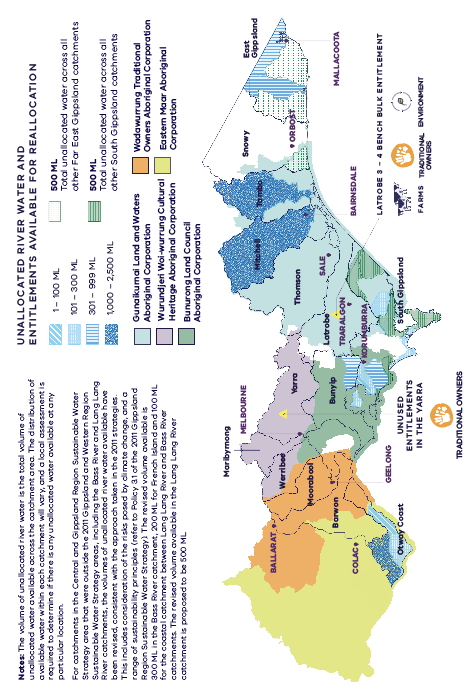 UNALLOCATED RIVER WATER AND
ENTITLEMENTS AVAILABLE FOR REALLOCATION
1 – 100 ML
101 – 300 ML
301 – 999 ML
1,000 – 2,500 ML
500 ML
Total unallocated water across all
other Far East Gippsland catchments
500 ML
Total unallocated water across all
other South Gippsland catchments
Gunaikurnai Land and Waters
Aboriginal Corporation
Wurundjeri Woi-wurrung Cultural
Heritage Aboriginal Corporation
Bunurong Land Council
Aboriginal Corporation
Wadawurrung Traditional
Owners Aboriginal Corporation
Eastern Maar Aboriginal
Corporation
Notes: The volume of unallocated river water is the total volume of
unallocated water available across the catchment area. The distribution of
available water within each catchment will vary, and a local assessment is
required to determine if there is any unallocated water available at any
particular location.
For catchments in the Central and Gippsland Region Sustainable Water
Strategy area that were outside the 2011 Gippsland and Western Region
Sustainable Water Strategy areas, including the Bass River and Lang Lang
River catchments, the volumes of unallocated river water available have
been revised, consistent with the approach taken in the 2011 strategies.
This includes consideration of the risks posed by climate change, and a
range of sustainability principles (refer to Policy 3.1 of the 2011 Gippsland
Region Sustainable Water Strategy). The revised volume available is
300 ML in the Bass River catchment, 200 ML for French Island and 100 ML
for the coastal catchment between Lang Lang River and Bass River
catchments. The revised volume available in the Lang Lang River
catchment is proposed to be 500 ML
East
Gippsland
MALLACOOTA
Snowy
ORBOST
Tambo
BAIRNSDALE
Mitchell
LATROBE 3 – 4 BENCH BULK ENTITLEMENT
FARMS
TRADITIONAL
OWNERS
ENVIRONMENT
Thomson
SALE
Latrobe
TRARALGON
South Gippsland
KORUMBURRA
Yarra
Bunyip
MELBOURNE
Maribyrnong
Werribee
UNUSED
ENTITLEMENTS
IN THE YARRA
TRADITIONAL OWNERS
GEELONG
Moorabool
BALLARAT
Barwon
COLAC
Otway Coast